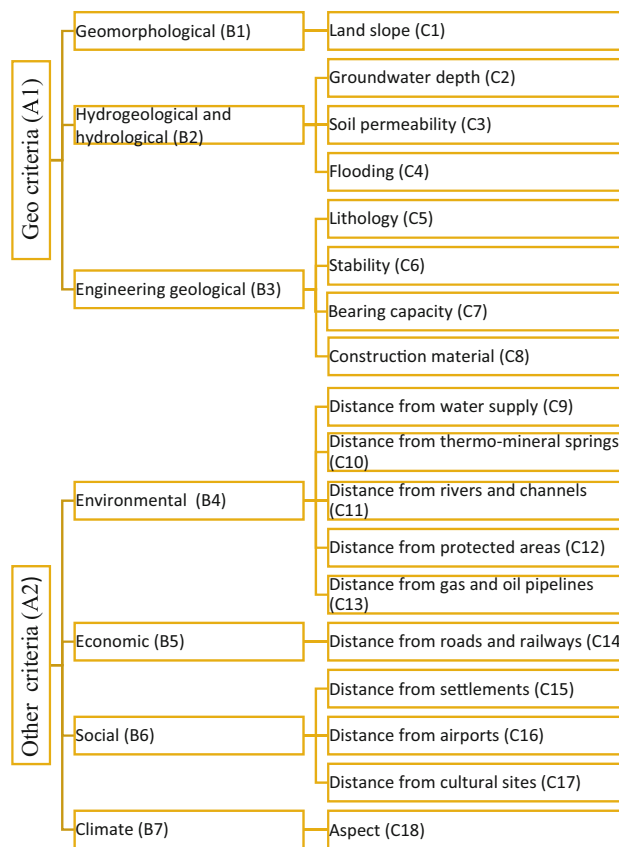 Geo criteria (A1)
Geomorphological (B1)
Land slope (C1)
Hydrogeological and
hydrological (B2)
Groundwater depth (C2)
Soil permeability (C3)
Flooding (C4)
Engineering geological (B3)
Lithology (C5)
Stability (C6)
Bearing capacity (C7)
Construction material (C8)
Other criteria (A2)
Environmental (B4)
Distance from water supply (C9)
Distance from thermo-mineral springs
(C10)
Distance from rivers and channels
(C11)
Distance from protected areas (C12)
Distance from gas and oil pipelines
(C13)
Economic (B5)
Distance from roads and railways (C14
Social (B6)
Distance from settlements (C15)
Distance from airports (C16)
Distance from cultural sites (C17)
Climate (B7)
Aspect (C18)